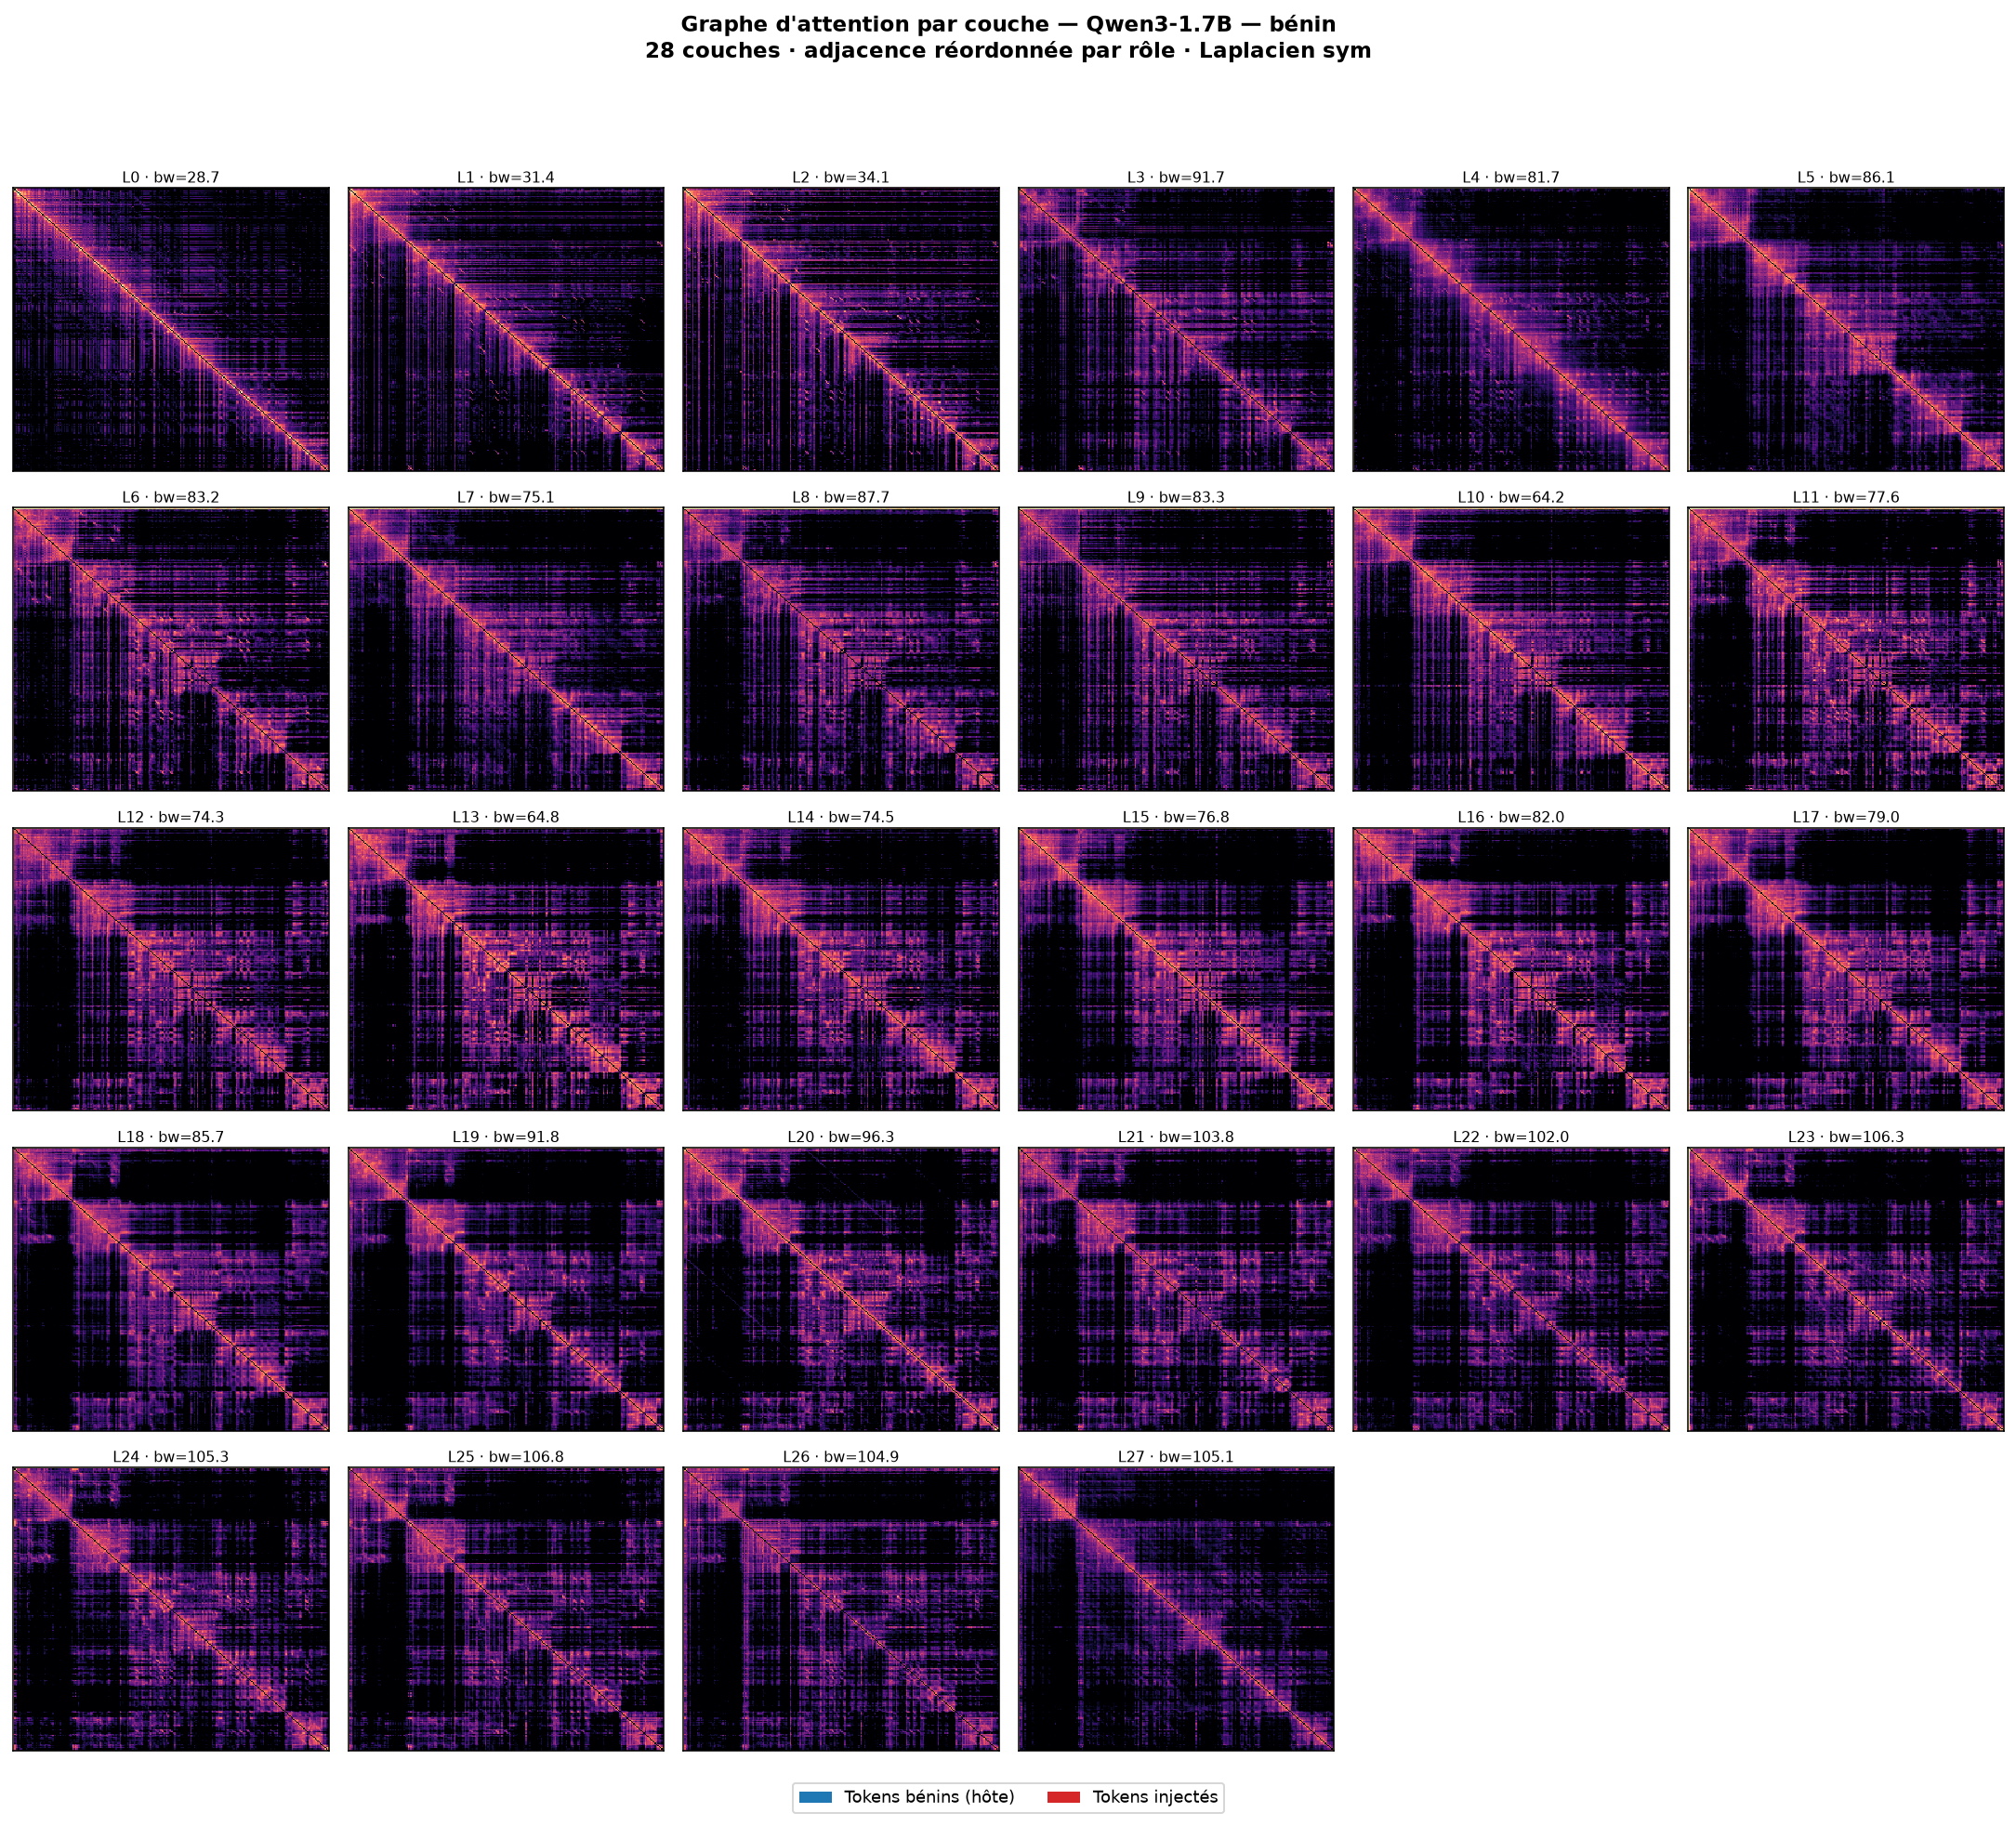 Graphe d'attention par couche — Qwen3-1.7B — bénin
28 couches · adjacence réordonnée par rôle · Laplacien sym
L0 · bw=28.7
L1 · bw=31.4
L2 · bw=34.1
L3 · bw=91.7
L4 · bw=81.7
L5 · bw=86.1
L6 · bw=83.2
L7 · bw=75.1
L8 · bw=87.7
L9 · bw=83.3
L10 · bw=64.2
L11 · bw=77.6
L12 · bw=74.3
L13 · bw=64.8
L14 · bw=74.5
L15 · bw=76.8
L16 · bw=82.0
L17 · bw=79.0
L18 · bw=85.7
L19 · bw=91.8
L20 · bw=96.3
L21 · bw=103.8
L22 · bw=102.0
L23 · bw=106.3
L24 · bw=105.3
L25 · bw=106.8
L26 · bw=104.9
L27 · bw=105.1
Tokens bénins (hôte)
Tokens injectés